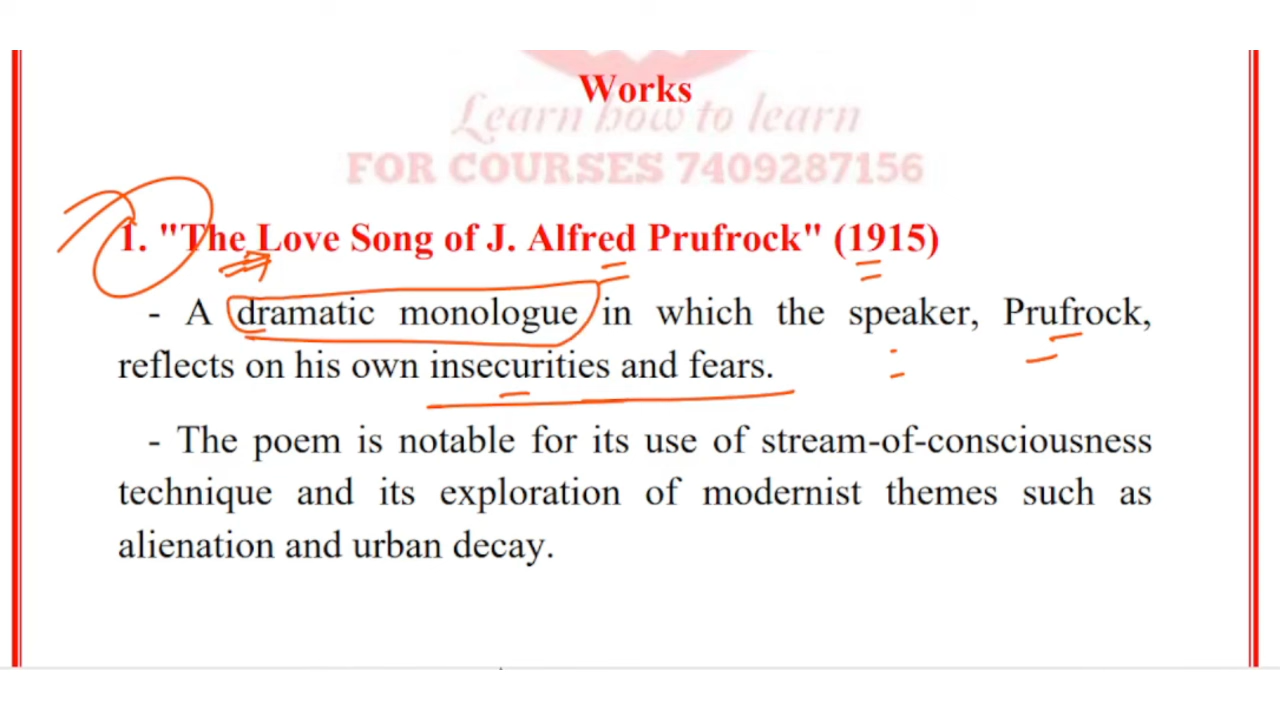 Works
Learn how to learn
FOR COURSES 7409287156
1. "The Love Song of J. Alfred Prufrock" (1915)
- A dramatic monologue in which the speaker, Prufrock,
reflects on his own insecurities and fears.
- The poem is notable for its use of stream-of-consciousness
technique and its exploration of modernist themes such as
alienation and urban decay.